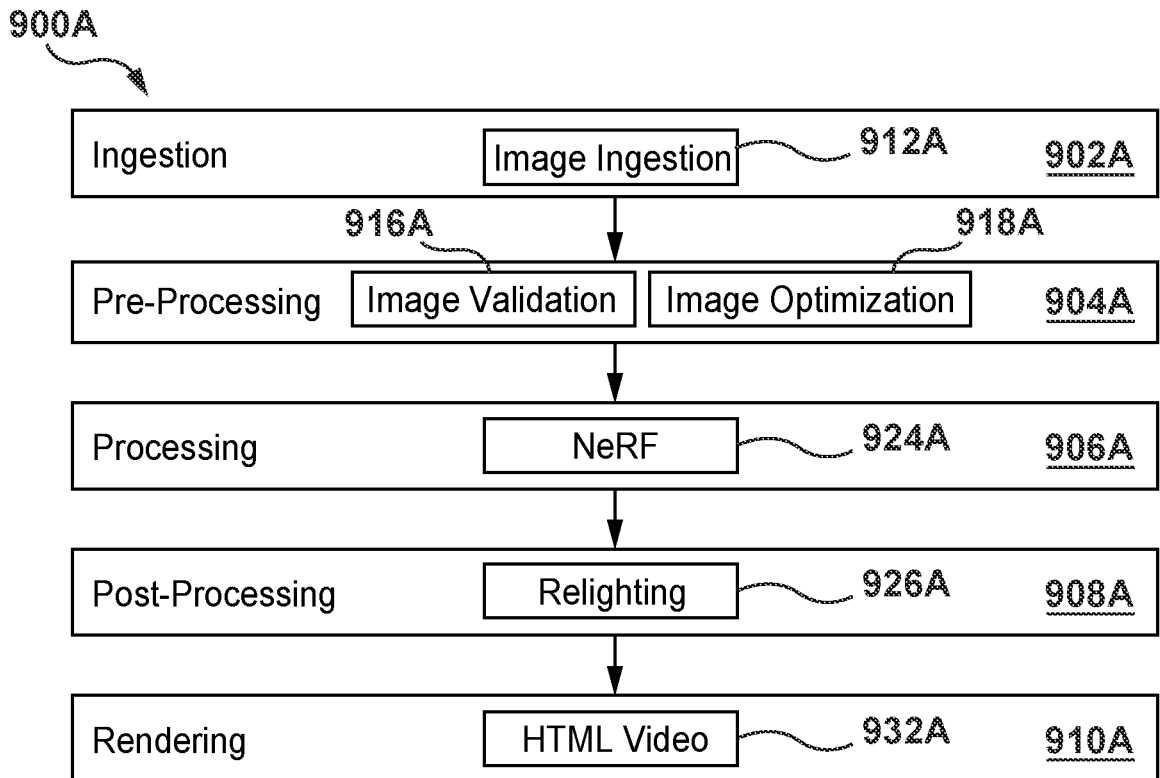 900A
Ingestion Image Ingestion 912A 902A
916A 918A
Pre-Processing Image Validation Image Optimization 904A
Processing NeRF 924A 906A
Post-Processing Relighting 926A 908A
Rendering HTML Video 932A 910A